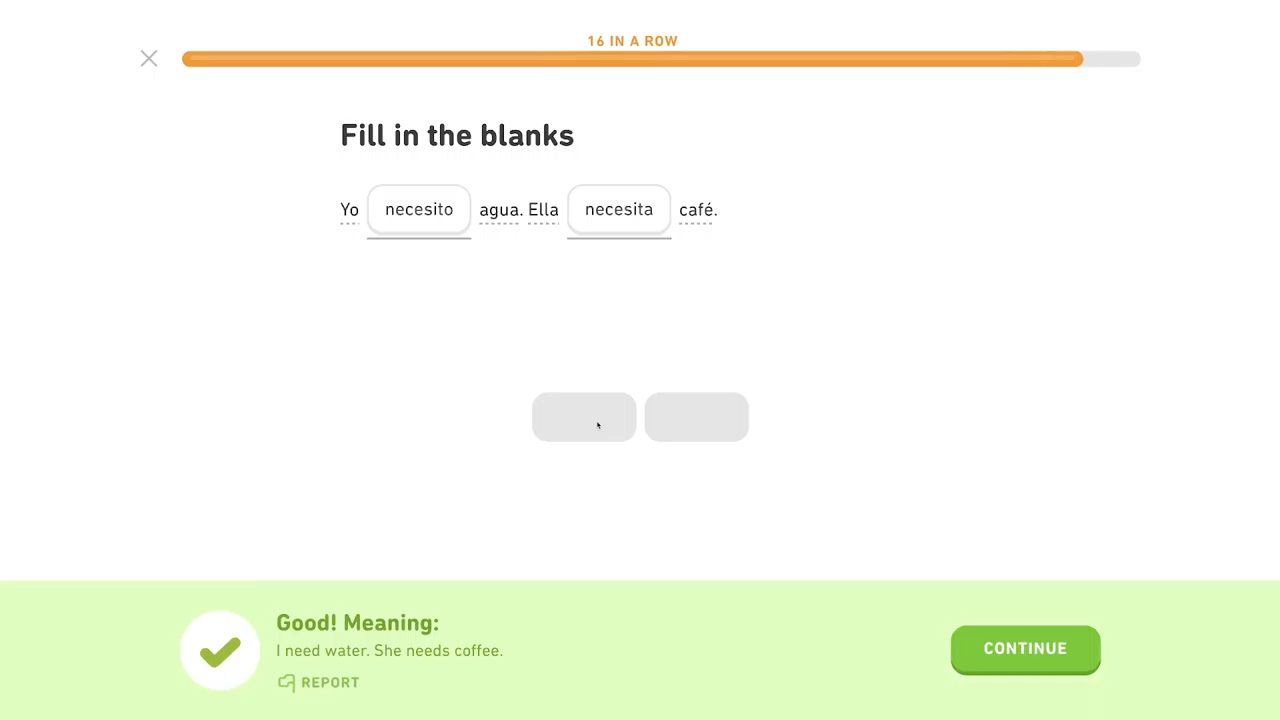 16 IN A ROW
Fill in the blanks
Yo necesito agua. Ella necesita café.
Good! Meaning:
I need water. She needs coffee.
REPORT
CONTINUE